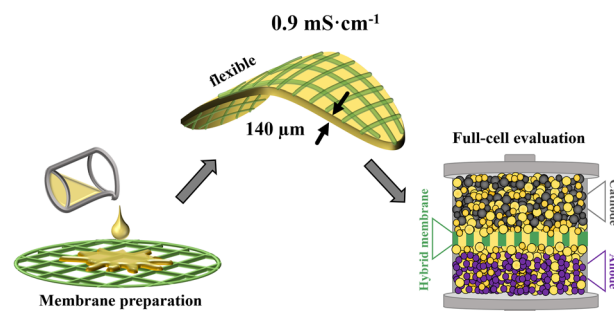 0.9 mS·cm⁻¹
flexible
140 µm
Membrane preparation
Full-cell evaluation
Cathode
Hybrid membrane
Anode